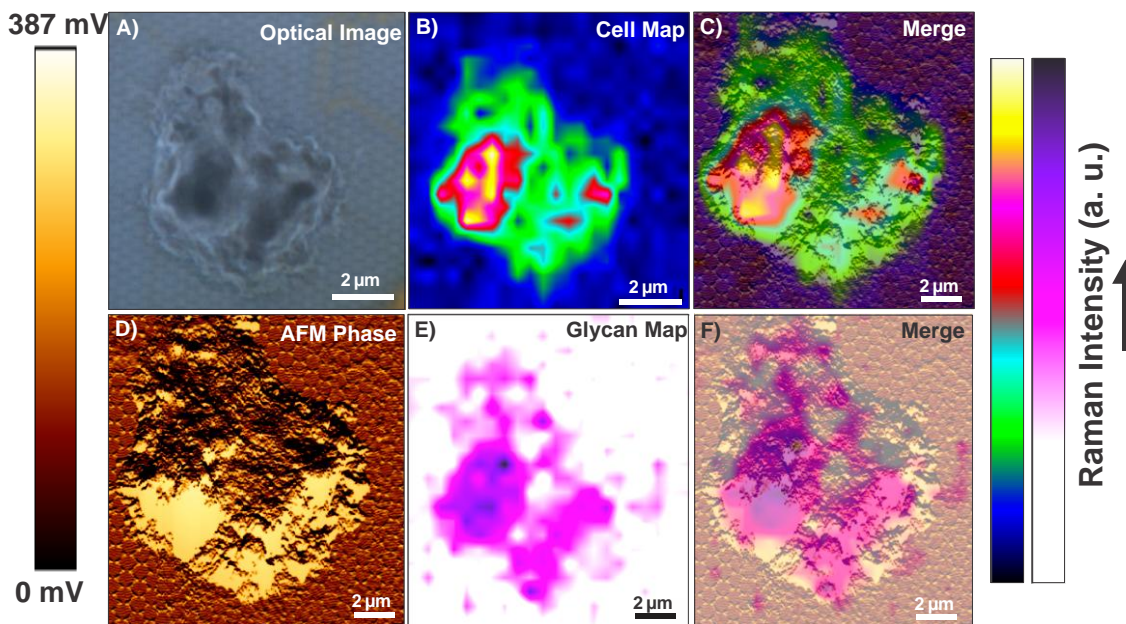 387 mV
A)
Optical Image
2 µm
B)
Cell Map
2 µm
C)
Merge
2 µm
D)
AFM Phase
2 µm
E)
Glycan Map
2 µm
F)
Merge
2 µm
0 mV
Raman Intensity (a. u.)